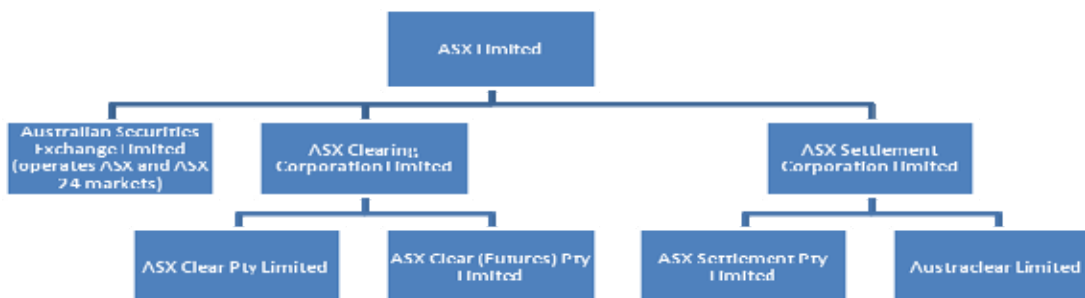 ASX Limited
Australian Securities
Exchange Limited
(operates ASX and ASX
24 markets)
ASX Clearing
Corporation Limited
ASX Settlement
Corporation Limited
ASX Clear Pty Limited
ASX Clear (Futures) Pty
Limited
ASX Settlement Pty
Limited
Austraclear Limited